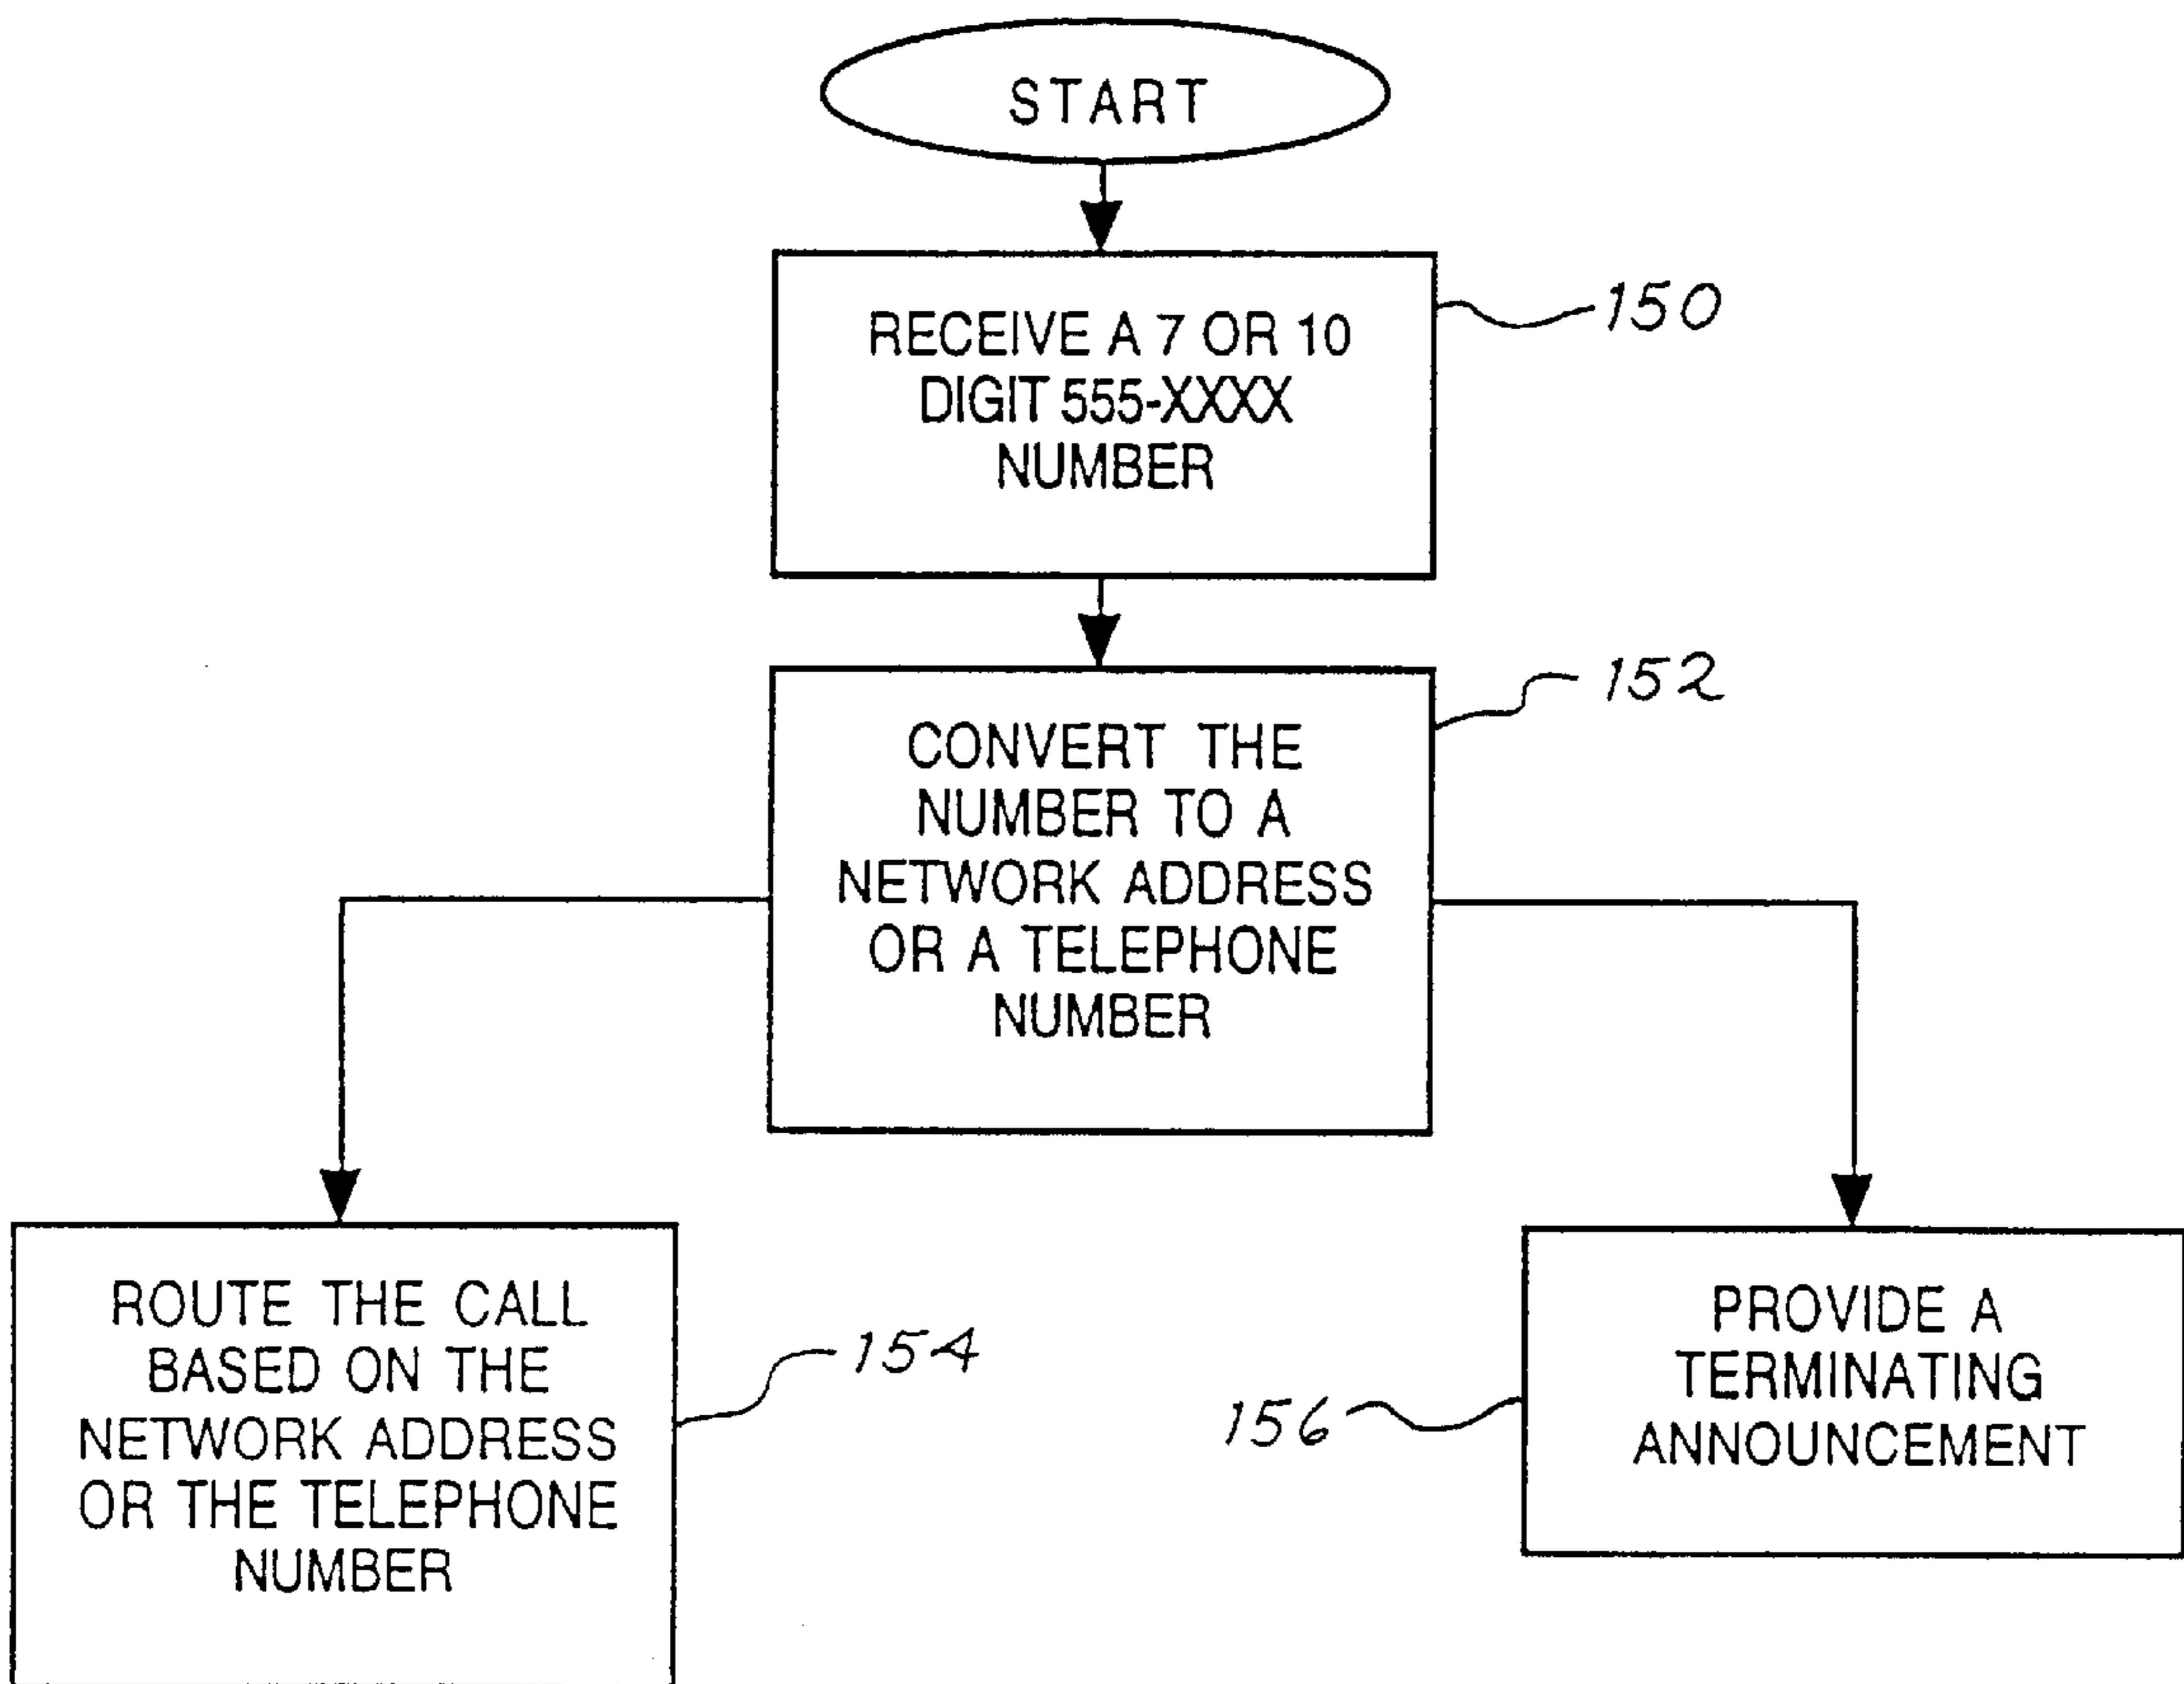 START
RECEIVE A 7 OR 10
DIGIT 555-XXXX
NUMBER
150
CONVERT THE
NUMBER TO A
NETWORK ADDRESS
OR A TELEPHONE
NUMBER
152
ROUTE THE CALL
BASED ON THE
NETWORK ADDRESS
OR THE TELEPHONE
NUMBER
154
156
PROVIDE A
TERMINATING
ANNOUNCEMENT